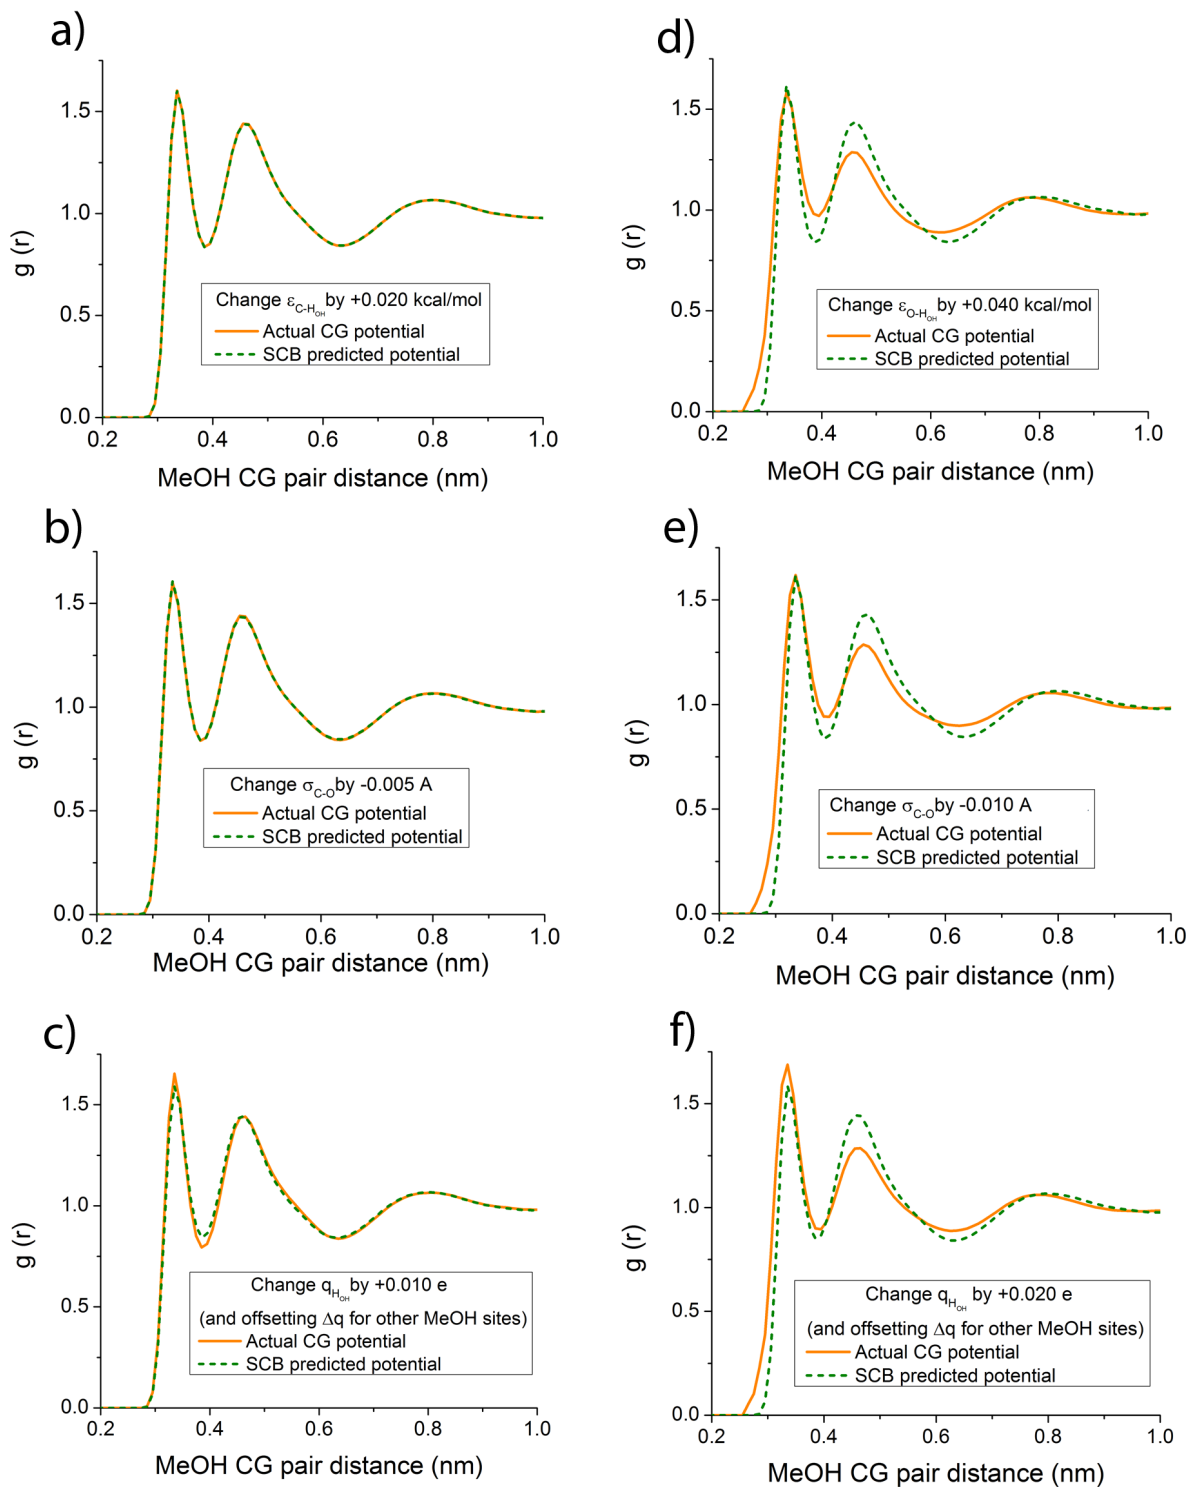 a)
1.5
1.0
0.5
0.0
g (r)
Change ε_C-H_OH by +0.020 kcal/mol
Actual CG potential
SCB predicted potential
0.2 0.4 0.6 0.8 1.0
MeOH CG pair distance (nm)
d)
1.5
1.0
0.5
0.0
g (r)
Change ε_O-H_OH by +0.040 kcal/mol
Actual CG potential
SCB predicted potential
0.2 0.4 0.6 0.8 1.0
MeOH CG pair distance (nm)
b)
1.5
1.0
0.5
0.0
g (r)
Change σ_C-O by -0.005 A
Actual CG potential
SCB predicted potential
0.2 0.4 0.6 0.8 1.0
MeOH CG pair distance (nm)
e)
1.5
1.0
0.5
0.0
g (r)
Change σ_C-O by -0.010 A
Actual CG potential
SCB predicted potential
0.2 0.4 0.6 0.8 1.0
MeOH CG pair distance (nm)
c)
1.5
1.0
0.5
0.0
g (r)
Change q_H_OH by +0.010 e
(and offsetting Δq for other MeOH sites)
Actual CG potential
SCB predicted potential
0.2 0.4 0.6 0.8 1.0
MeOH CG pair distance (nm)
f)
1.5
1.0
0.5
0.0
g (r)
Change q_H_OH by +0.020 e
(and offsetting Δq for other MeOH sites)
Actual CG potential
SCB predicted potential
0.2 0.4 0.6 0.8 1.0
MeOH CG pair distance (nm)